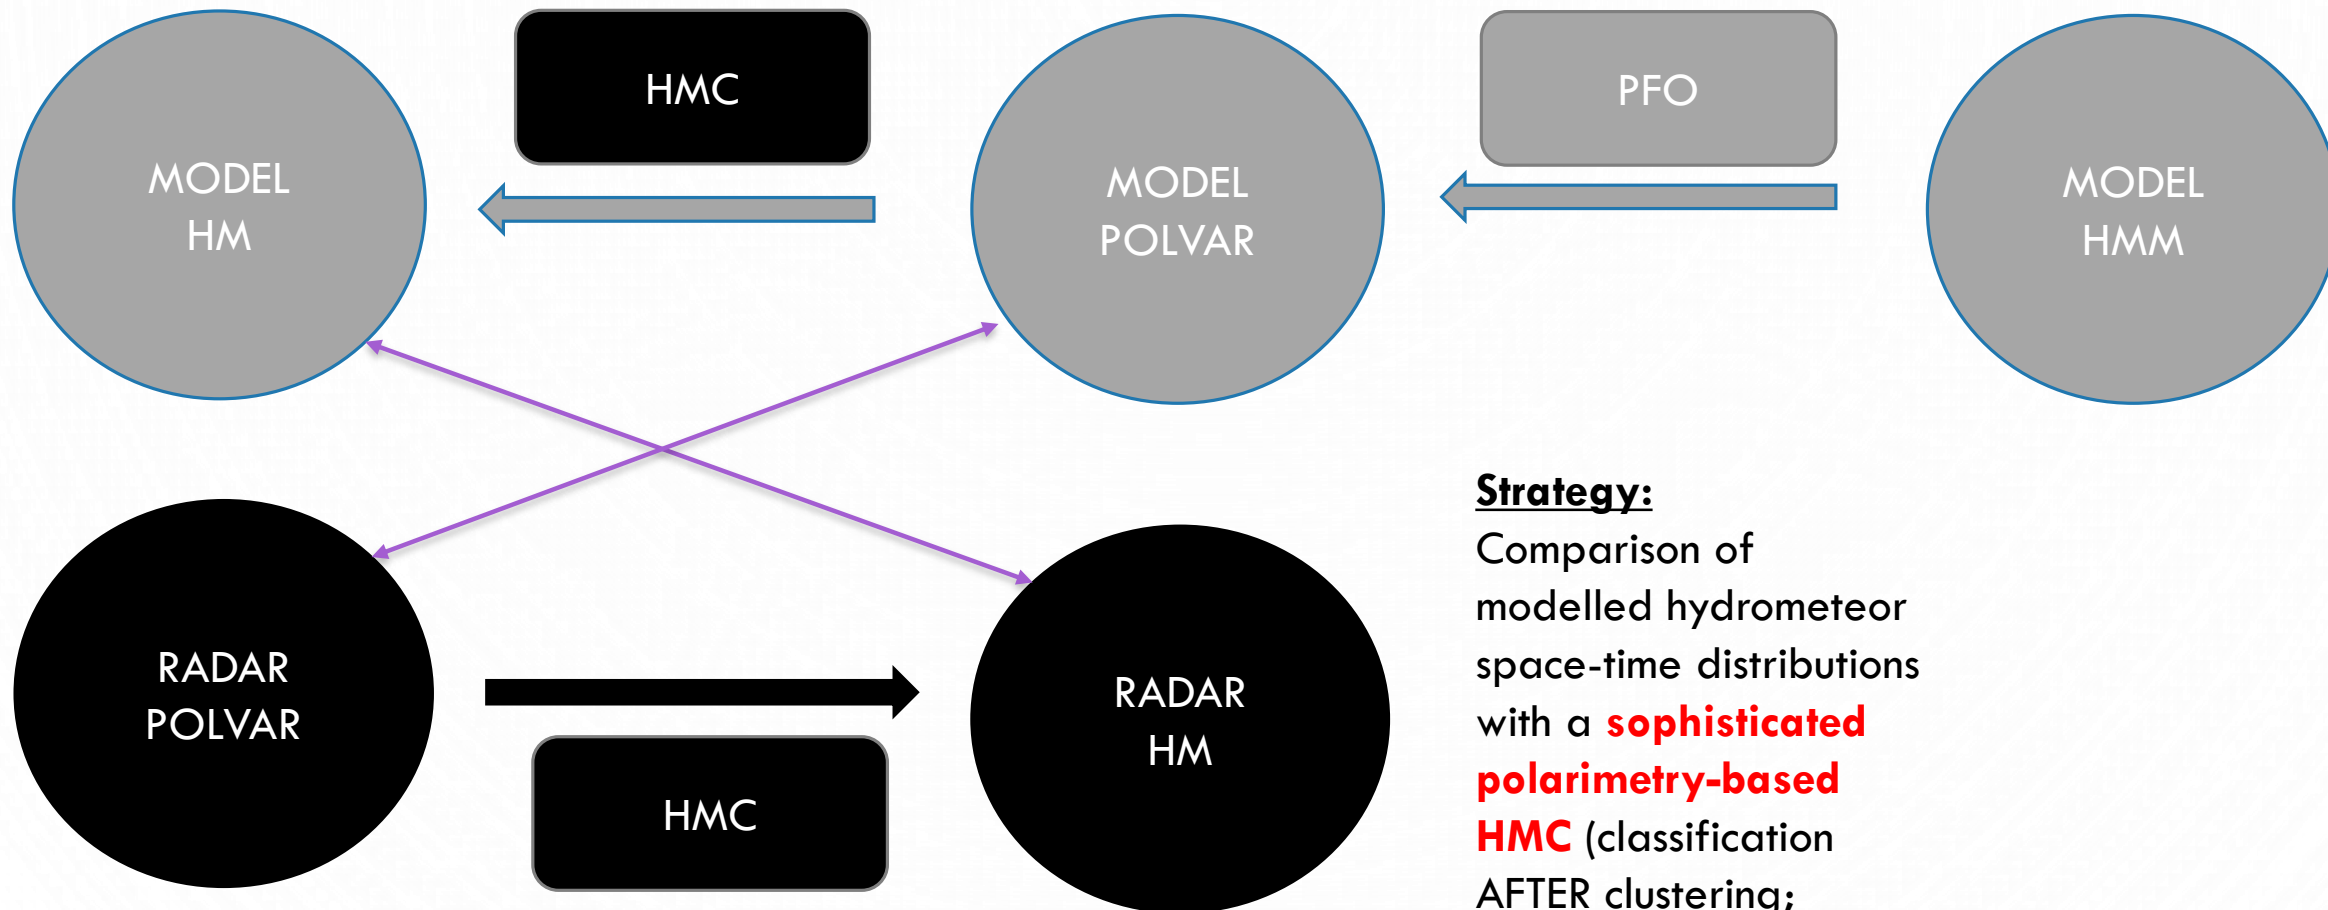 MODEL
HM
HMC
MODEL
POLVAR
PFO
MODEL
HMM
RADAR
POLVAR
HMC
RADAR
HM
Strategy:
Comparison of
modelled hydrometeor
space-time distributions
with a sophisticated
polarimetry-based
HMC (classification
AFTER clustering;